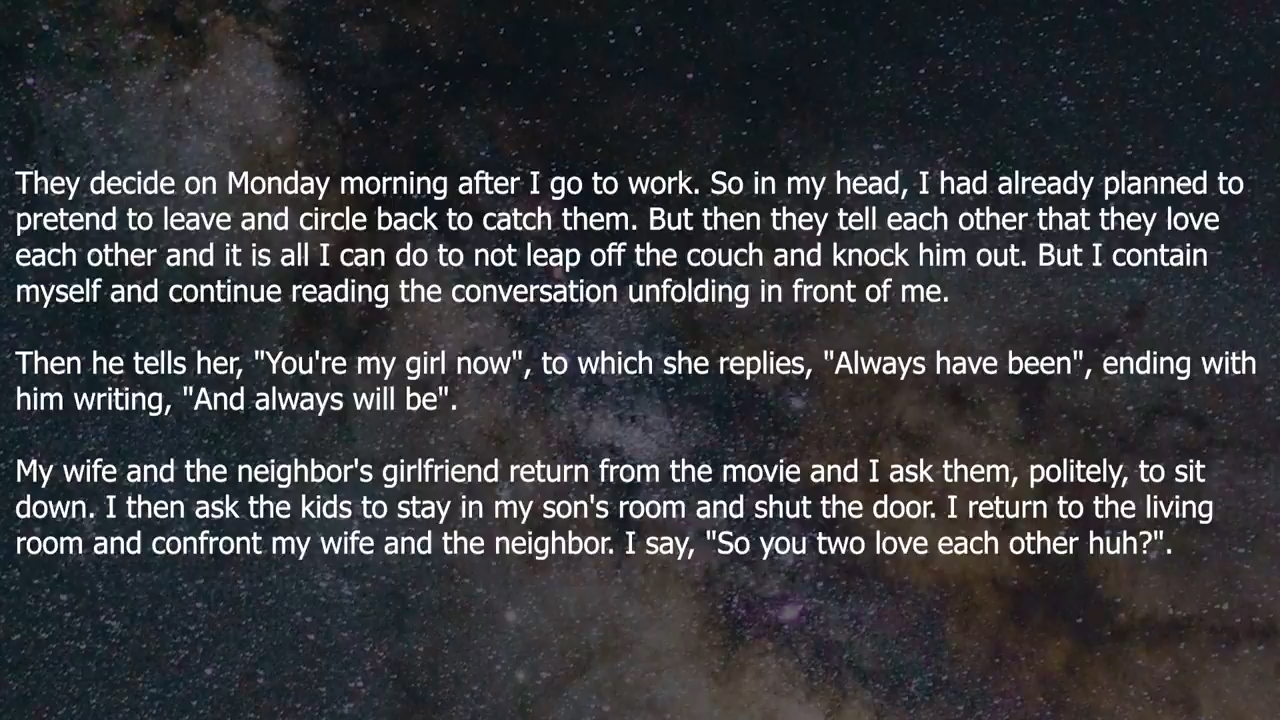 They decide on Monday morning after I go to work. So in my head, I had already planned to
pretend to leave and circle back to catch them. But then they tell each other that they love
each other and it is all I can do to not leap off the couch and knock him out. But I contain
myself and continue reading the conversation unfolding in front of me.
Then he tells her, "You're my girl now", to which she replies, "Always have been", ending with
him writing, "And always will be".
My wife and the neighbor's girlfriend return from the movie and I ask them, politely, to sit
down. I then ask the kids to stay in my son's room and shut the door. I return to the living
room and confront my wife and the neighbor. I say, "So you two love each other huh?".